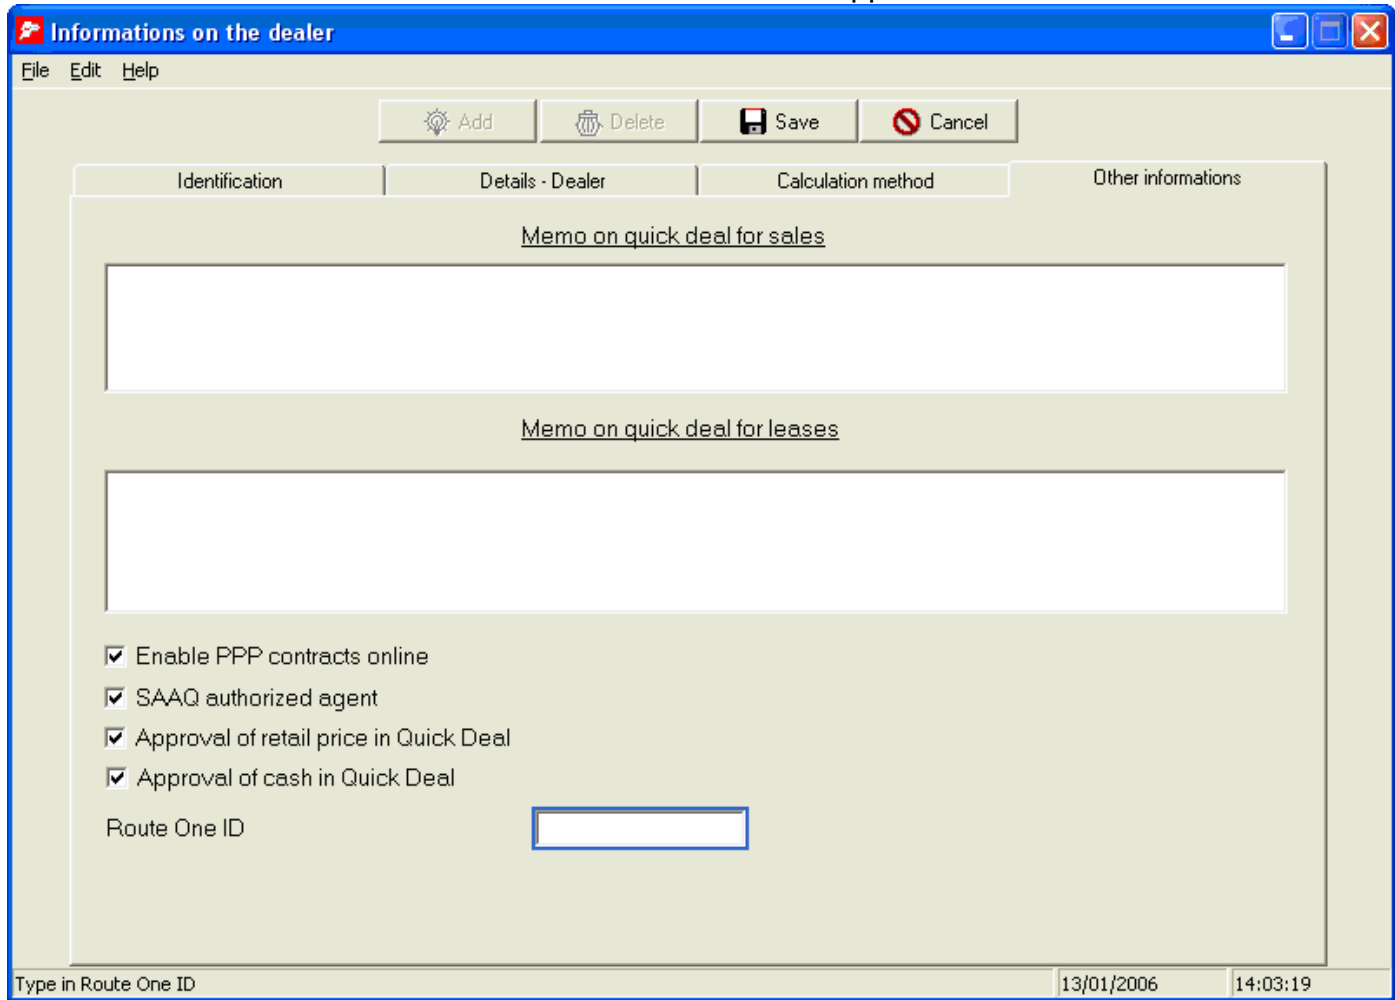 Informations on the dealer
File Edit Help
Add Delete Save Cancel
Identification Details - Dealer Calculation method Other informations
Memo on quick deal for sales
Memo on quick deal for leases
Enable PPP contracts online
SAAQ authorized agent
Approval of retail price in Quick Deal
Approval of cash in Quick Deal
Route One ID
Type in Route One ID 13/01/2006 14:03:19